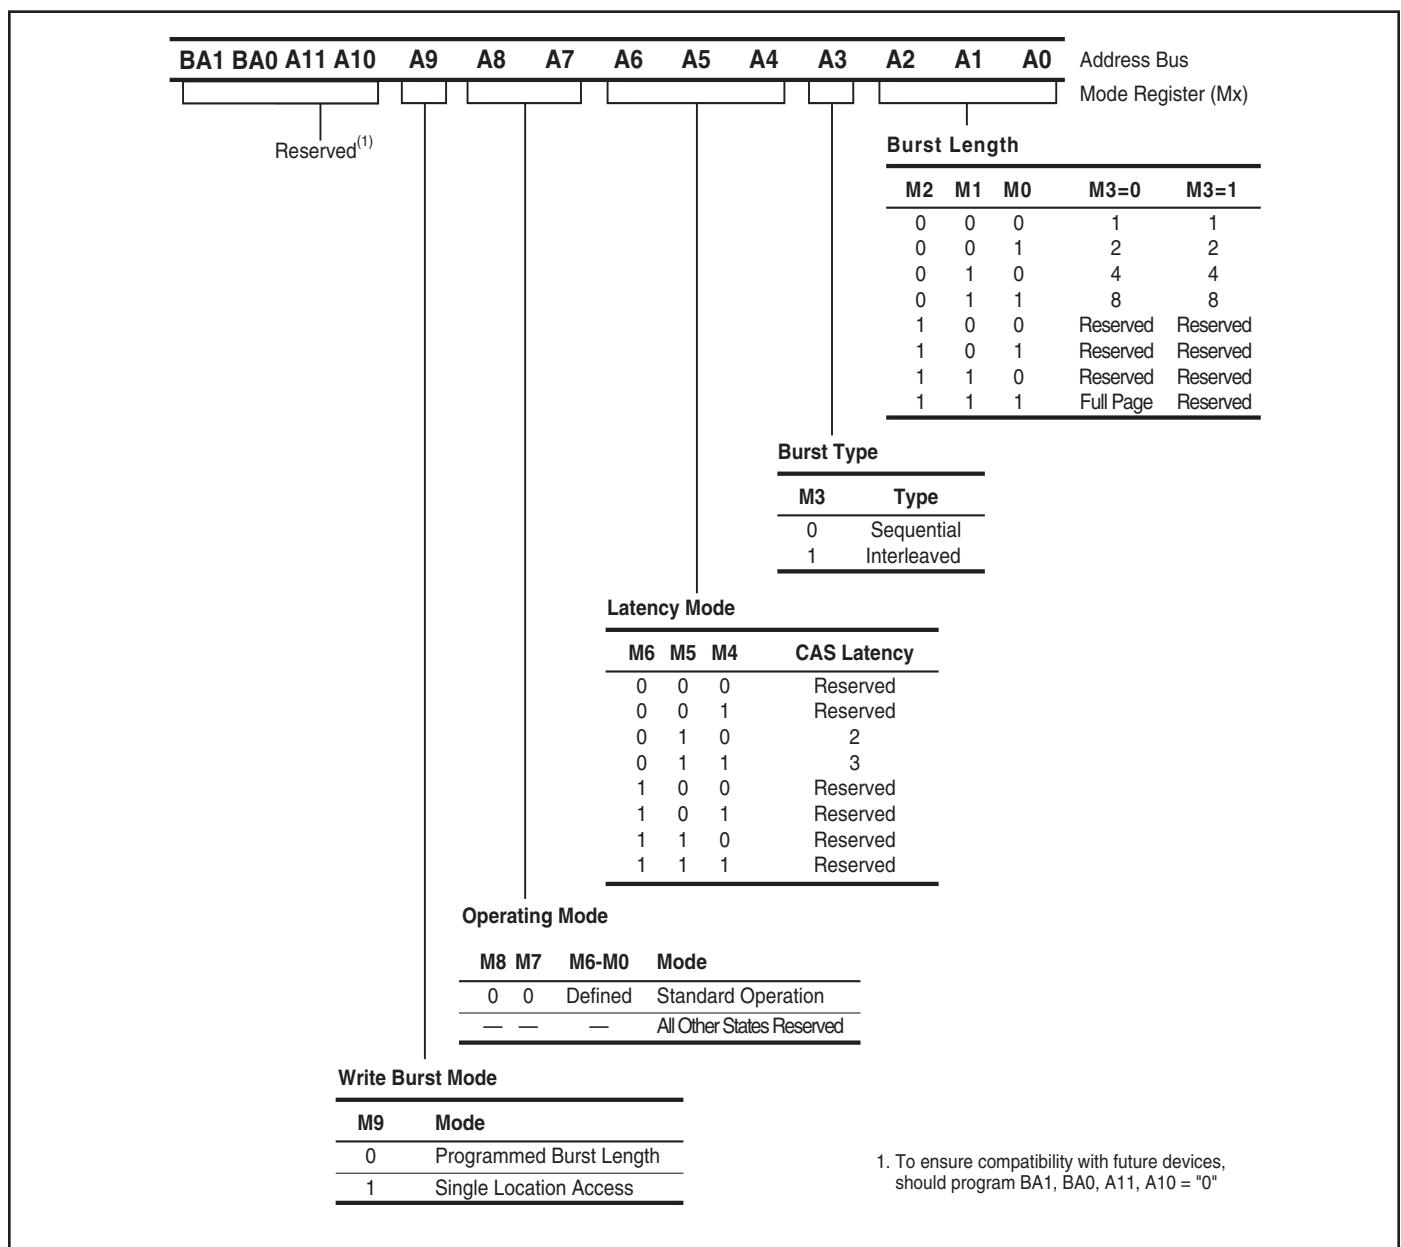 BA1 BA0 A11 A10 A9 A8 A7 A6 A5 A4 A3 A2 A1 A0 Address Bus
Mode Register (Mx)
Reserved(1)
Burst Length
M2 M1 M0 M3=0 M3=1
0 0 0 1 1
0 0 1 2 2
0 1 0 4 4
0 1 1 8 8
1 0 0 Reserved Reserved
1 0 1 Reserved Reserved
1 1 0 Reserved Reserved
1 1 1 Full Page Reserved
Burst Type
M3 Type
0 Sequential
1 Interleaved
Latency Mode
M6 M5 M4 CAS Latency
0 0 0 Reserved
0 0 1 Reserved
0 1 0 2
0 1 1 3
1 0 0 Reserved
1 0 1 Reserved
1 1 0 Reserved
1 1 1 Reserved
Operating Mode
M8 M7 M6-M0 Mode
0 0 Defined Standard Operation
— — — All Other States Reserved
Write Burst Mode
M9 Mode
0 Programmed Burst Length
1 Single Location Access
1. To ensure compatibility with future devices,
should program BA1, BA0, A11, A10 = "0"